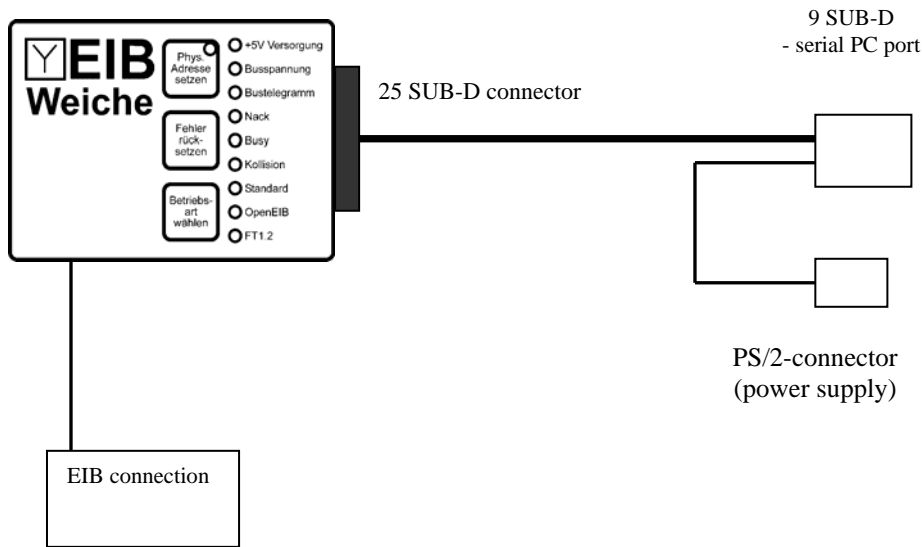 EIB
Weiche
Phys.
Adresse
setzen
Fehler
rück-
setzen
Betriebs-
art
wählen
+5V Versorgung
Busspannung
Bustelegramm
Nack
Busy
Kollision
Standard
OpenEIB
FT1.2
25 SUB-D connector
9 SUB-D
- serial PC port
PS/2-connector
(power supply)
EIB connection